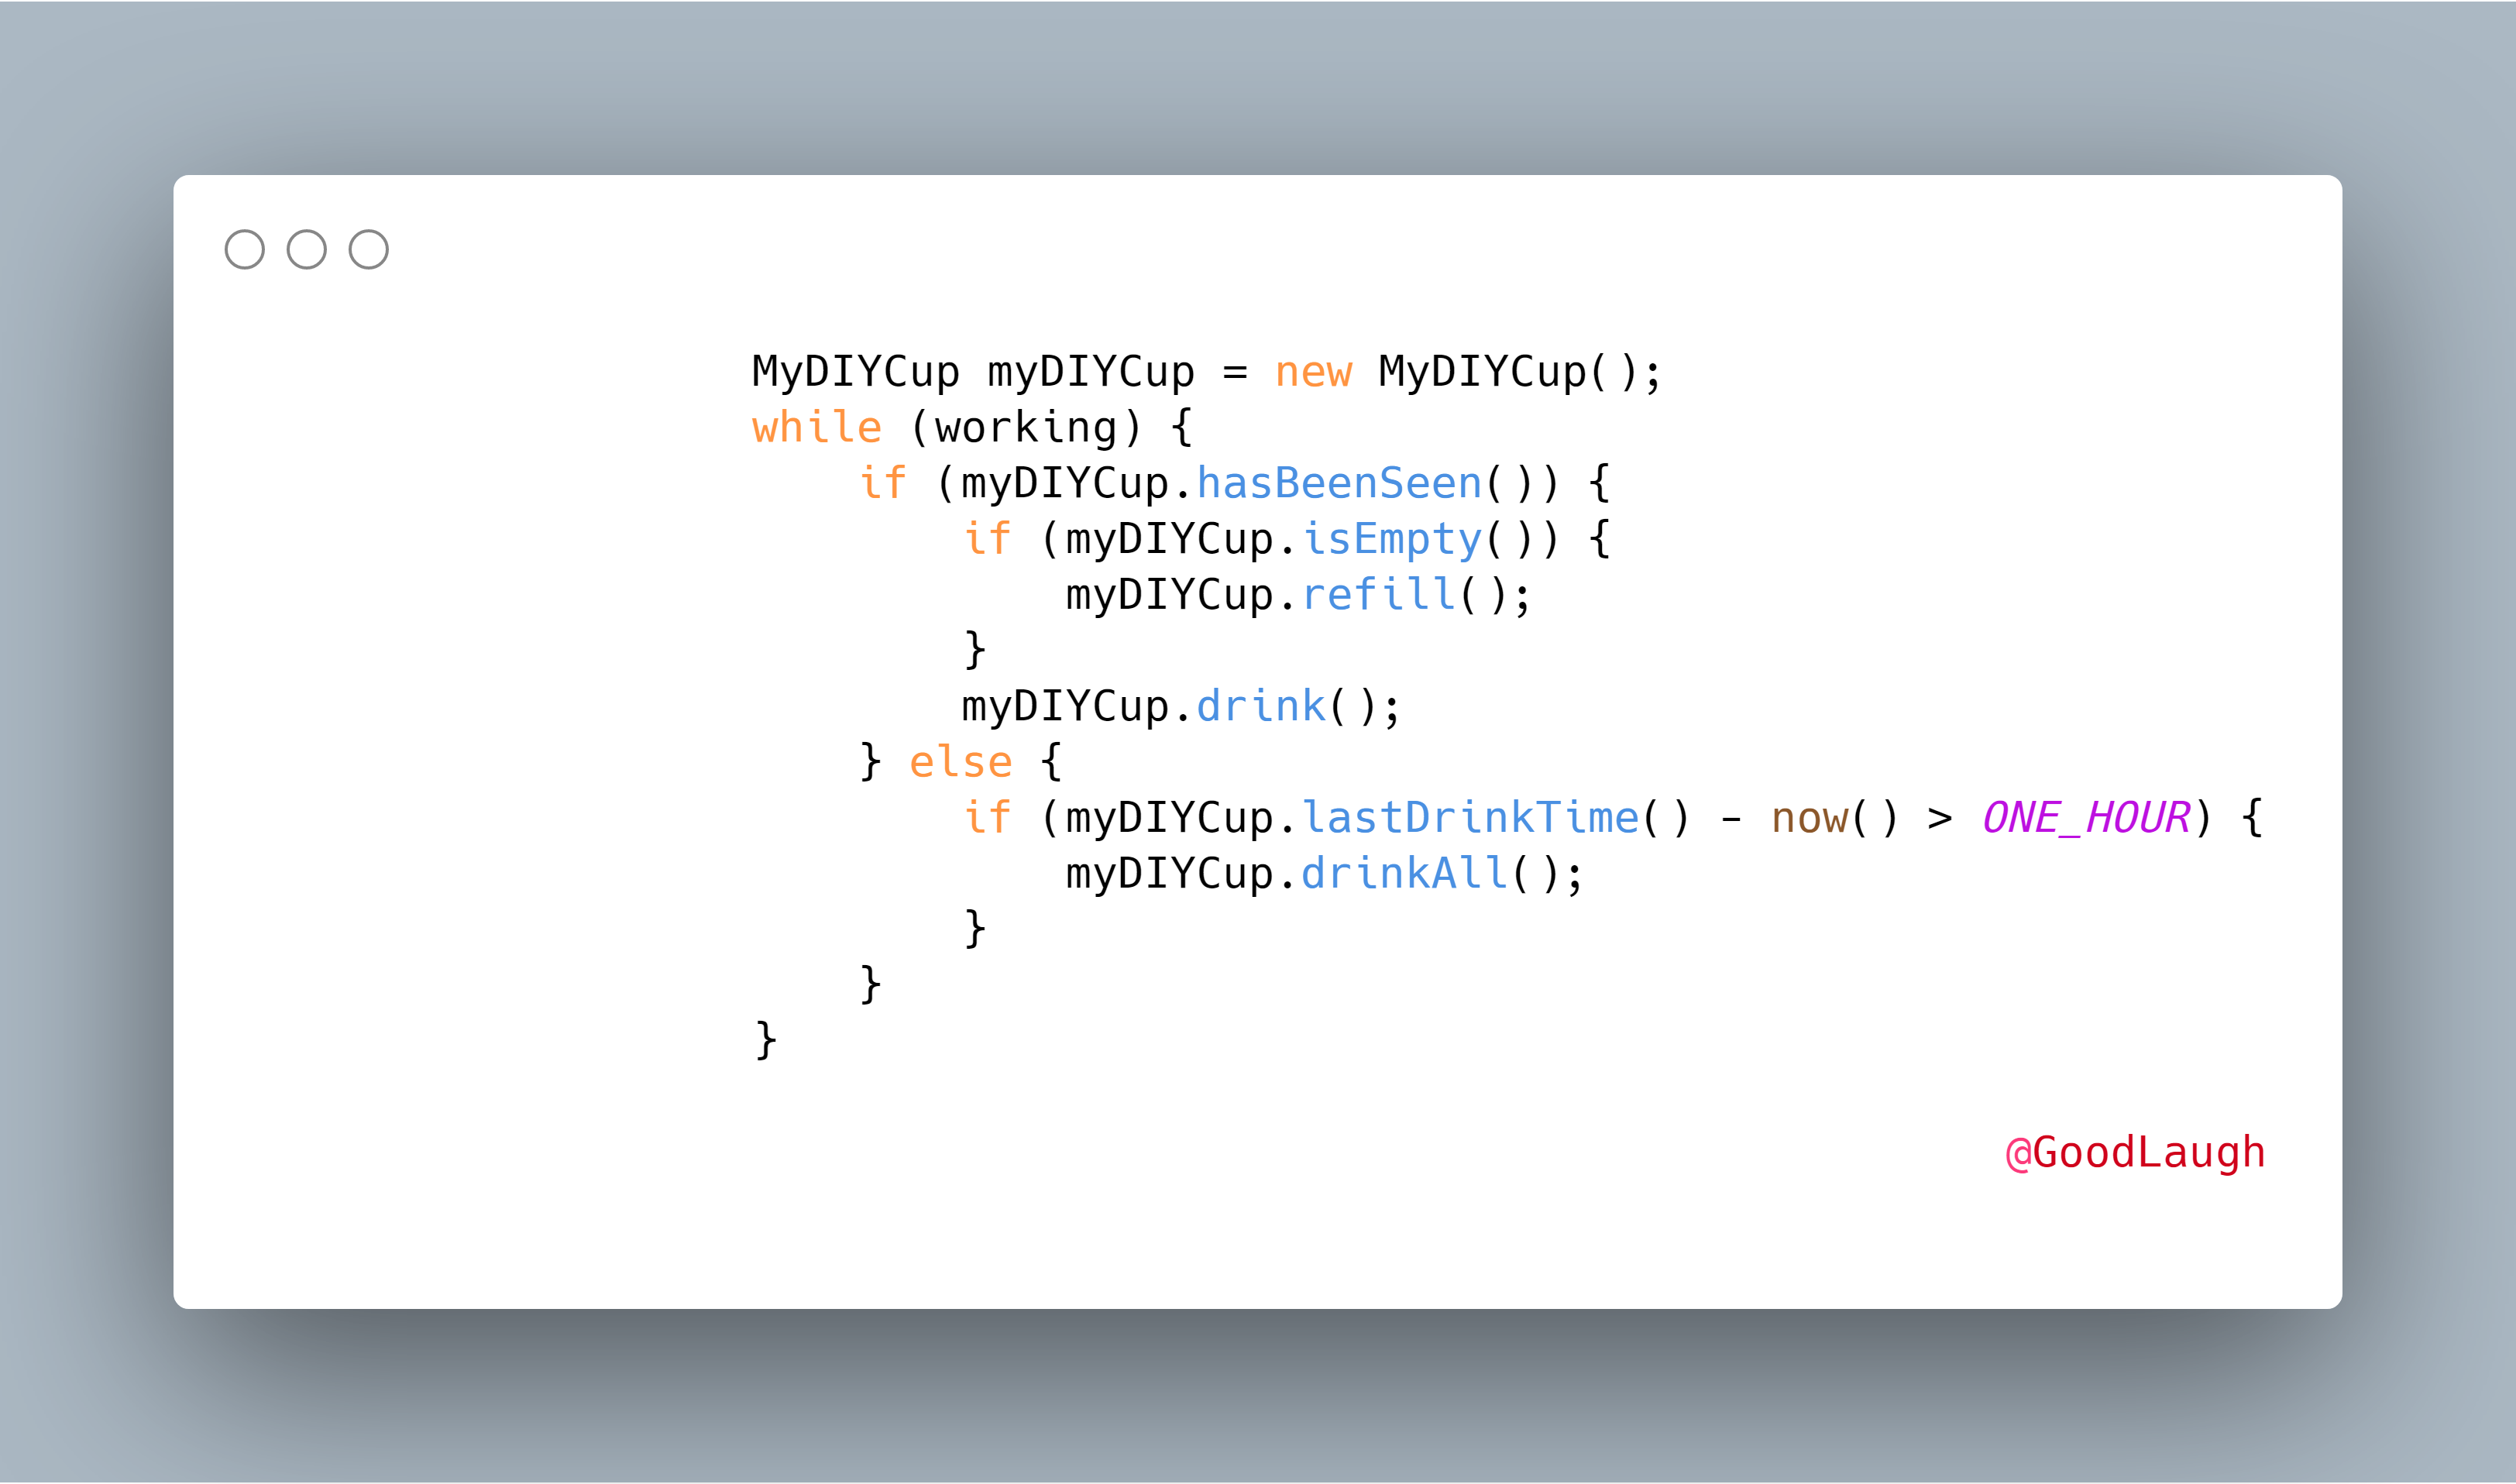 MyDIYCup myDIYCup = new MyDIYCup();
while (working) {
    if (myDIYCup.hasBeenSeen()) {
        if (myDIYCup.isEmpty()) {
            myDIYCup.refill();
        }
        myDIYCup.drink();
    } else {
        if (myDIYCup.lastDrinkTime() - now() > ONE_HOUR) {
            myDIYCup.drinkAll();
        }
    }
}
@GoodLaugh